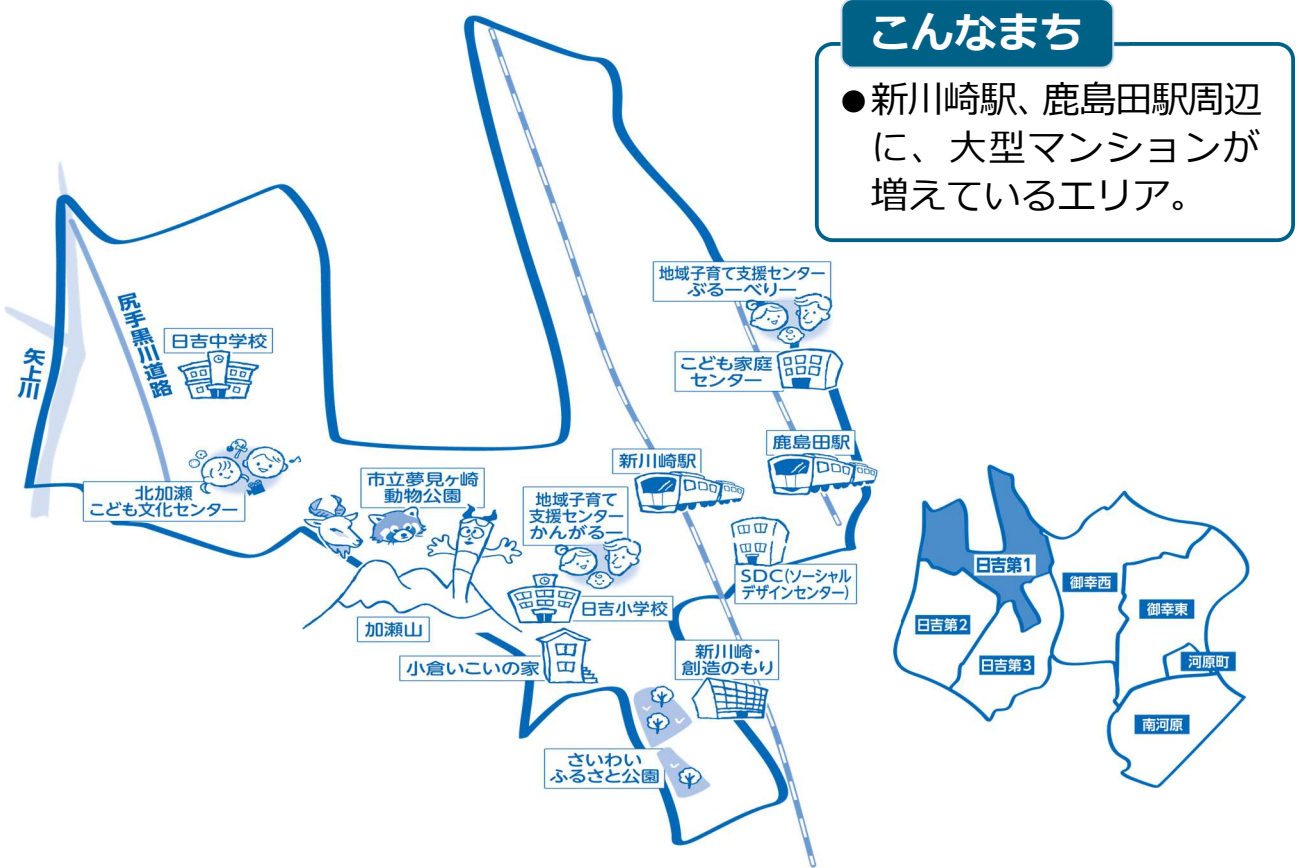 こんなまち
●新川崎駅、鹿島田駅周辺
に、大型マンションが
増えているエリア。
地域子育て支援センター
ぶるーべりー
こども家庭
センター
尻手黒川道路
日吉中学校
矢上川
鹿島田駅
新川崎駅
北加瀬
こども文化センター
市立夢見ヶ崎
動物公園
地域子育て
支援センター
かんがるー
SDC(ソーシャル
デザインセンター)
日吉小学校
加瀬山
小倉いこいの家
新川崎・
創造のもり
さいわい
ふるさと公園
日吉第1
御幸西
御幸東
日吉第2
日吉第3
河原町
南河原